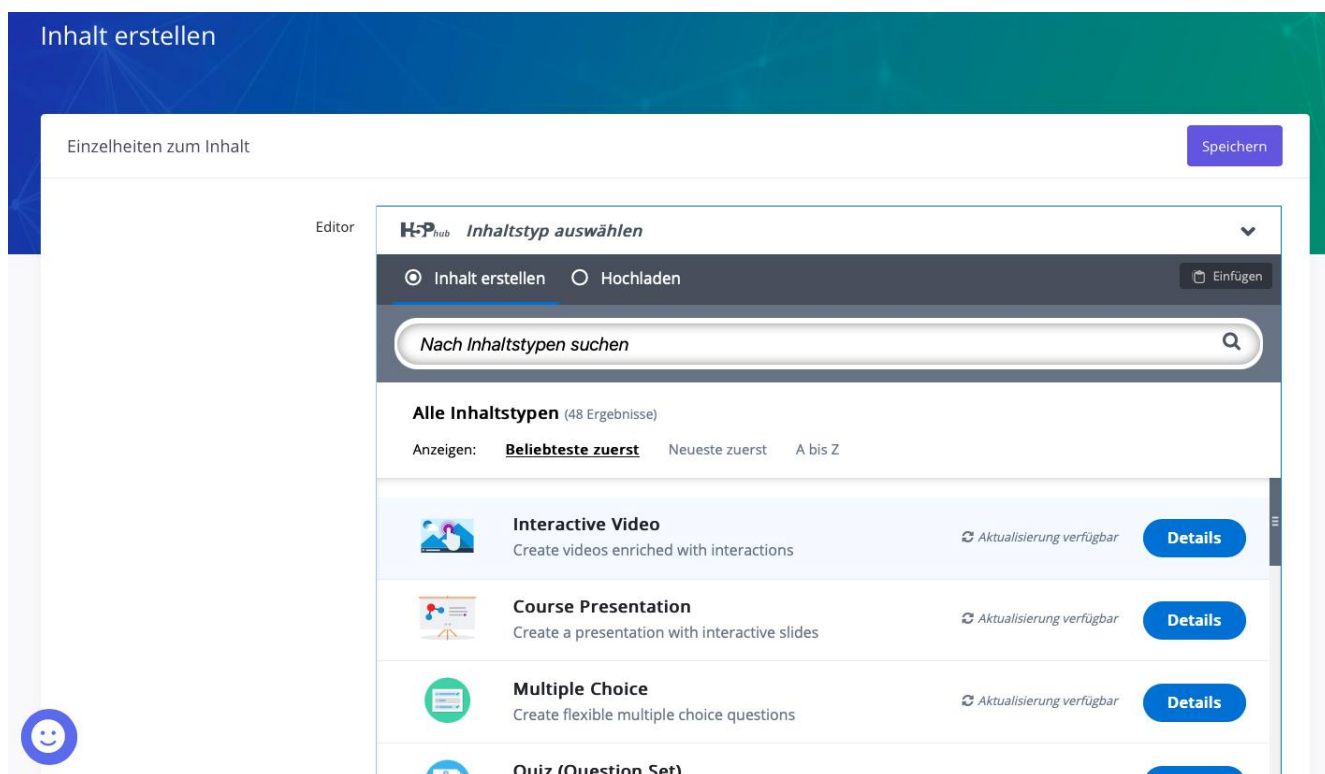 Inhalt erstellen
Einzelheiten zum Inhalt
Speichern
Editor
H5P hub Inhaltstyp auswählen
Inhalt erstellen Hochladen Einfügen
Nach Inhaltstypen suchen
Alle Inhaltstypen (48 Ergebnisse)
Anzeigen: Beliebteste zuerst Neueste zuerst A bis Z
Interactive Video
Create videos enriched with interactions
Aktualisierung verfügbar
Details
Course Presentation
Create a presentation with interactive slides
Aktualisierung verfügbar
Details
Multiple Choice
Create flexible multiple choice questions
Aktualisierung verfügbar
Details
Quiz (Question Set)